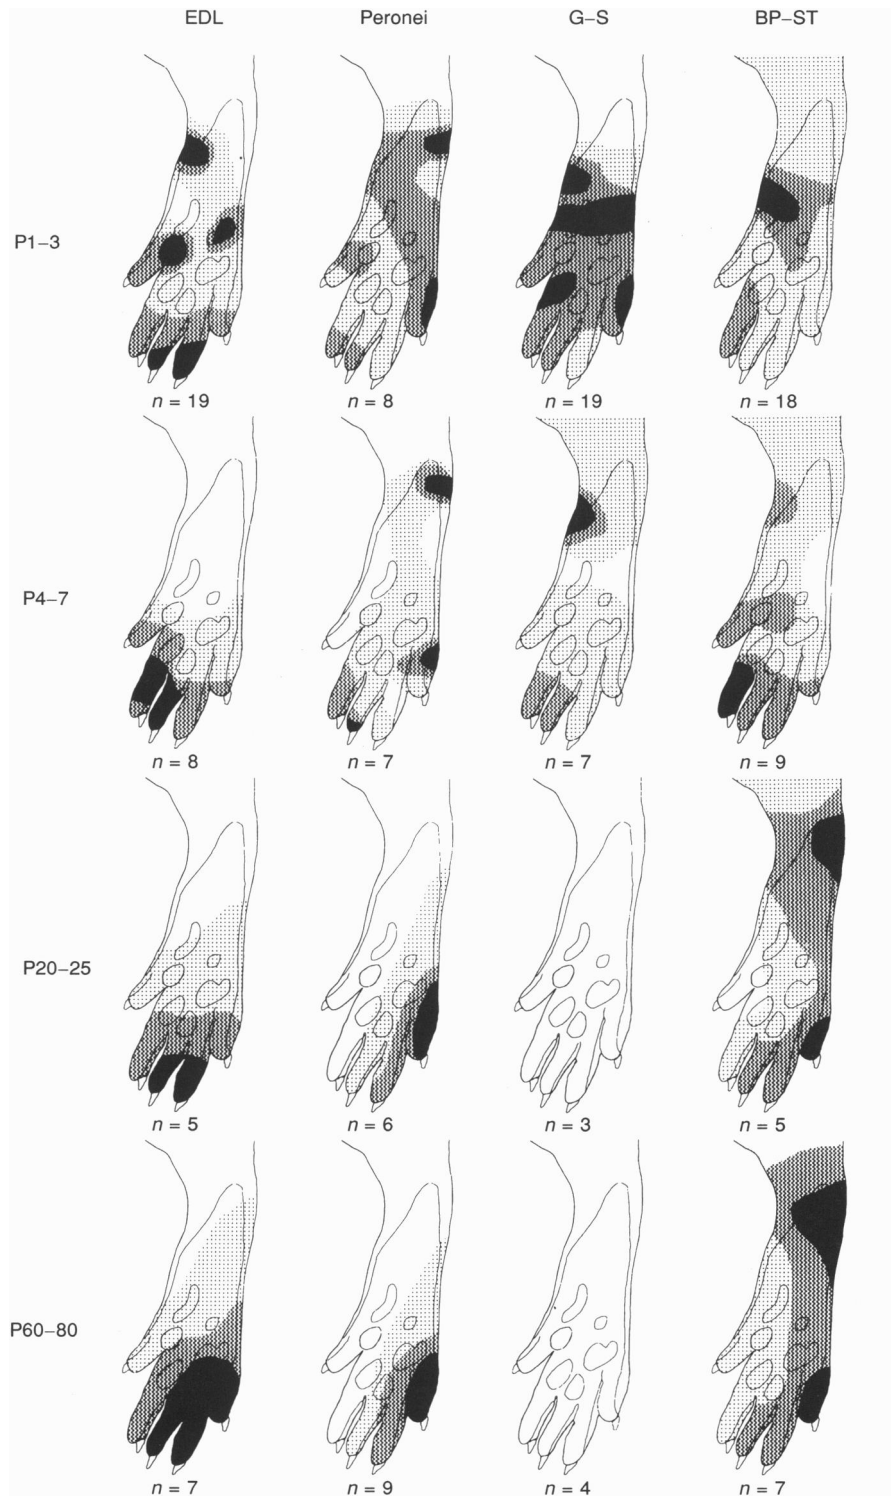 EDL Peronei G–S BP–ST
P1–3
n = 19 n = 8 n = 19 n = 18
P4–7
n = 8 n = 7 n = 7 n = 9
P20–25
n = 5 n = 6 n = 3 n = 5
P60–80
n = 7 n = 9 n = 4 n = 7